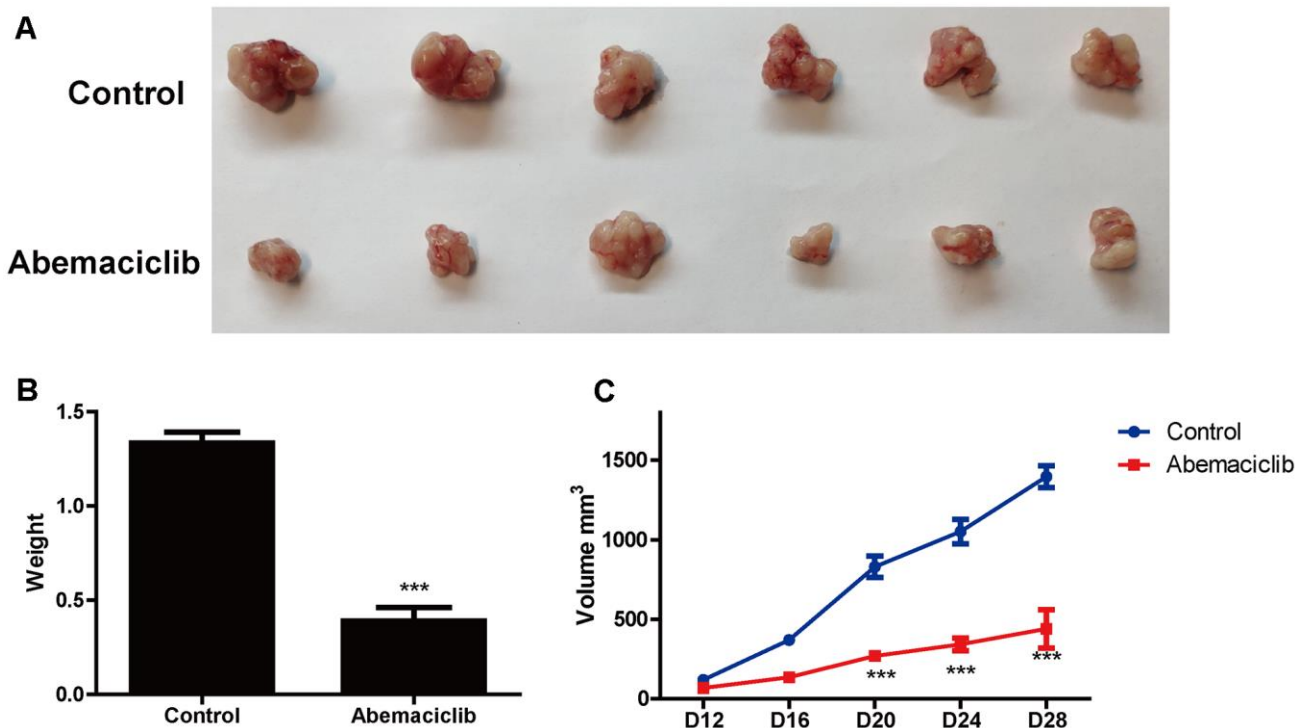 A
Control
Abemaciclib
B
Weight
1.5
1.0
0.5
0.0
***
Control
Abemaciclib
C
Volume mm³
1500
1000
500
0
***
***
***
D12
D16
D20
D24
D28
Control
Abemaciclib